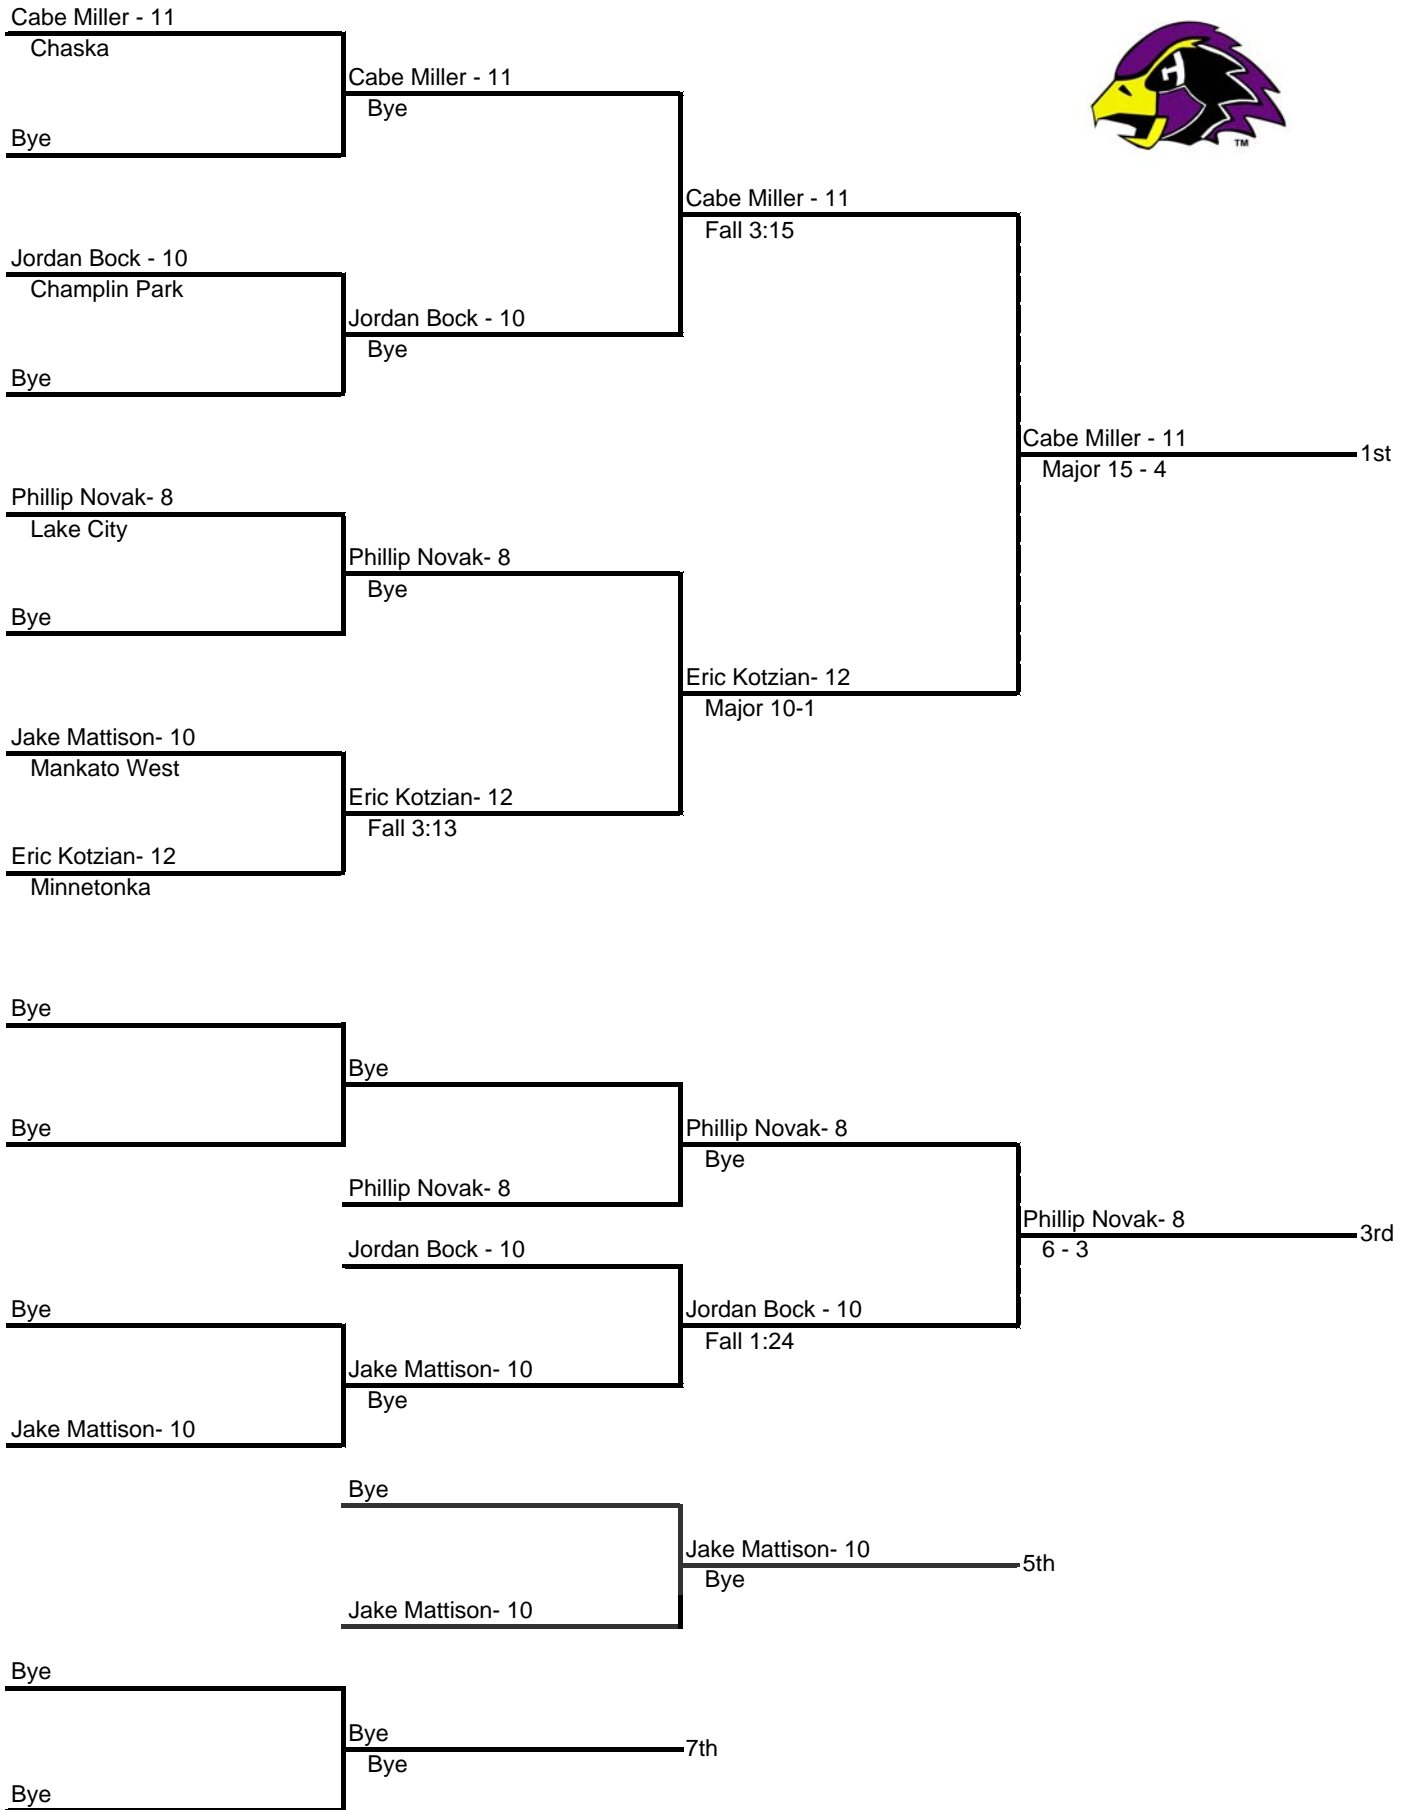 Cabe Miller - 11
Chaska
Cabe Miller - 11
Bye
Bye
Cabe Miller - 11
Fall 3:15
Jordan Bock - 10
Champlin Park
Jordan Bock - 10
Bye
Bye
Cabe Miller - 11
1st
Major 15 - 4
Phillip Novak- 8
Lake City
Phillip Novak- 8
Bye
Bye
Eric Kotzian- 12
Major 10-1
Jake Mattison- 10
Mankato West
Eric Kotzian- 12
Fall 3:13
Eric Kotzian- 12
Minnetonka
Bye
Bye
Bye
Phillip Novak- 8
Bye
Phillip Novak- 8
Phillip Novak- 8
3rd
6 - 3
Jordan Bock - 10
Bye
Jordan Bock - 10
Fall 1:24
Jake Mattison- 10
Bye
Jake Mattison- 10
Bye
Jake Mattison- 10
5th
Bye
Jake Mattison- 10
Bye
Bye
7th
Bye
Bye
TM